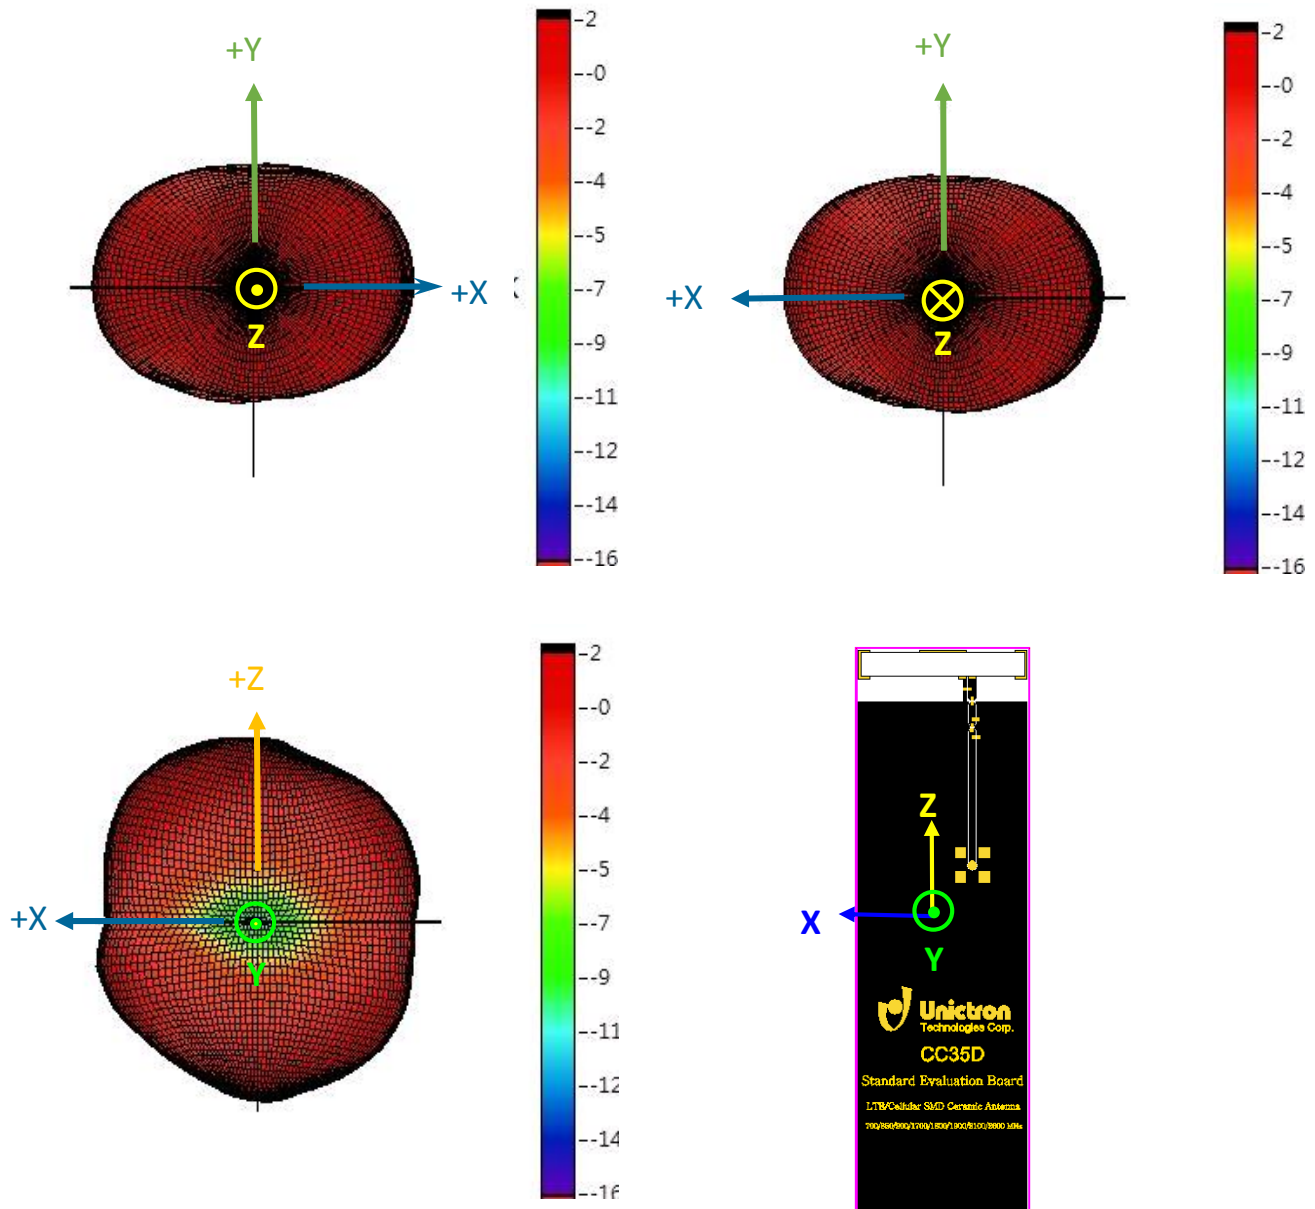 +Y
+X
Z
2
-0
-2
-4
-5
-7
-9
-11
-12
-14
-16
+Y
+X
Z
2
-0
-2
-4
-5
-7
-9
-11
-12
-14
-16
+Z
+X
Y
2
-0
-2
-4
-5
-7
-9
-11
-12
-14
-16
Z
X
Y
Unictron
Technologies Corp.
CC35D
Standard Evaluation Board
LTE/Cellular SMD Ceramic Antenna
MHz